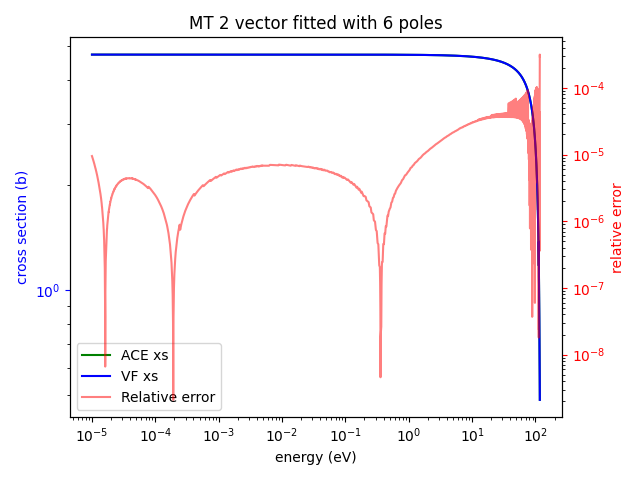 MT 2 vector fitted with 6 poles
cross section (b)
10^0
10^-4
10^-5
10^-6
10^-7
10^-8
relative error
ACE xs
VF xs
Relative error
10^-5 10^-4 10^-3 10^-2 10^-1 10^0 10^1 10^2
energy (eV)